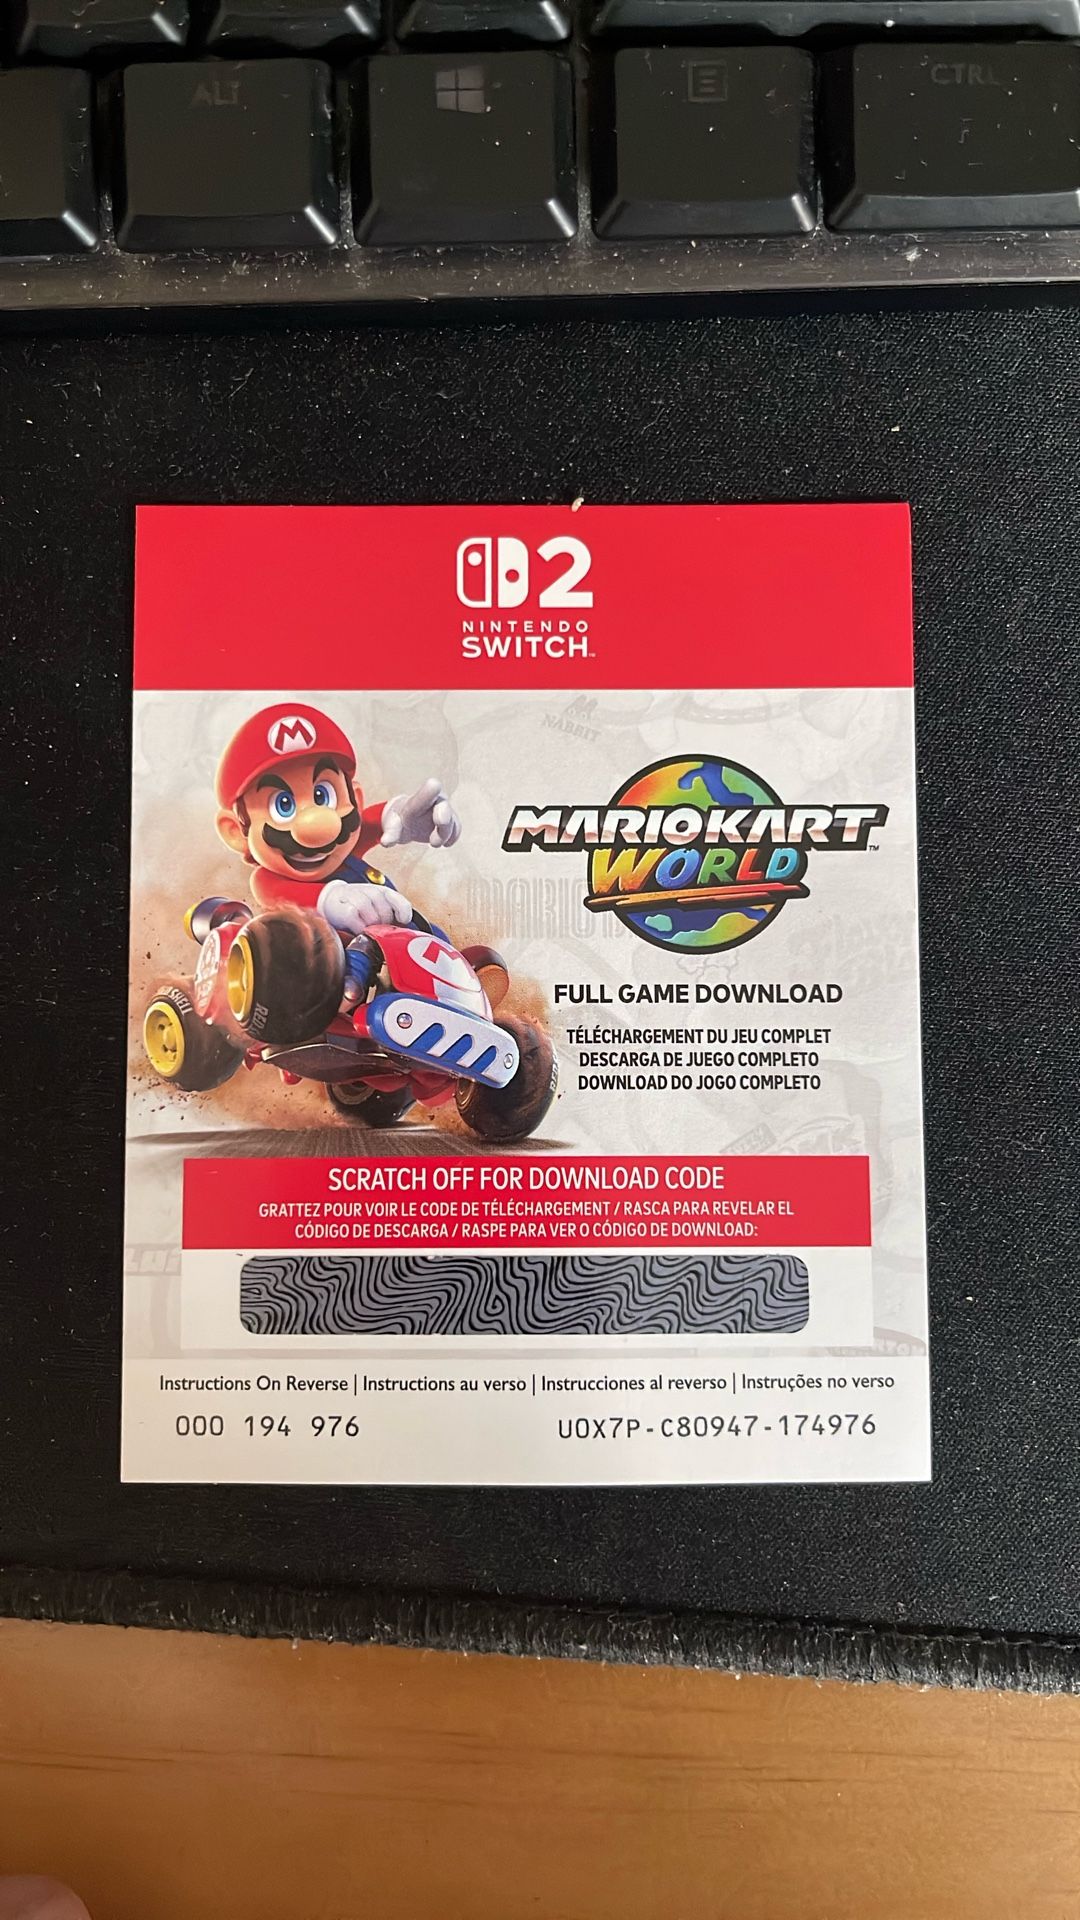 ALT
CTRL
2
NINTENDO
SWITCH™
NABBIT
M
MARIOKART™
WORLD
FULL GAME DOWNLOAD
TÉLÉCHARGEMENT DU JEU COMPLET
DESCARGA DE JUEGO COMPLETO
DOWNLOAD DO JOGO COMPLETO
SCRATCH OFF FOR DOWNLOAD CODE
GRATTEZ POUR VOIR LE CODE DE TÉLÉCHARGEMENT / RASCA PARA REVELAR EL
CÓDIGO DE DESCARGA / RASPE PARA VER O CÓDIGO DE DOWNLOAD:
Instructions On Reverse | Instructions au verso | Instrucciones al reverso | Instruções no verso
000 194 976 U0X7P-C80947-174976